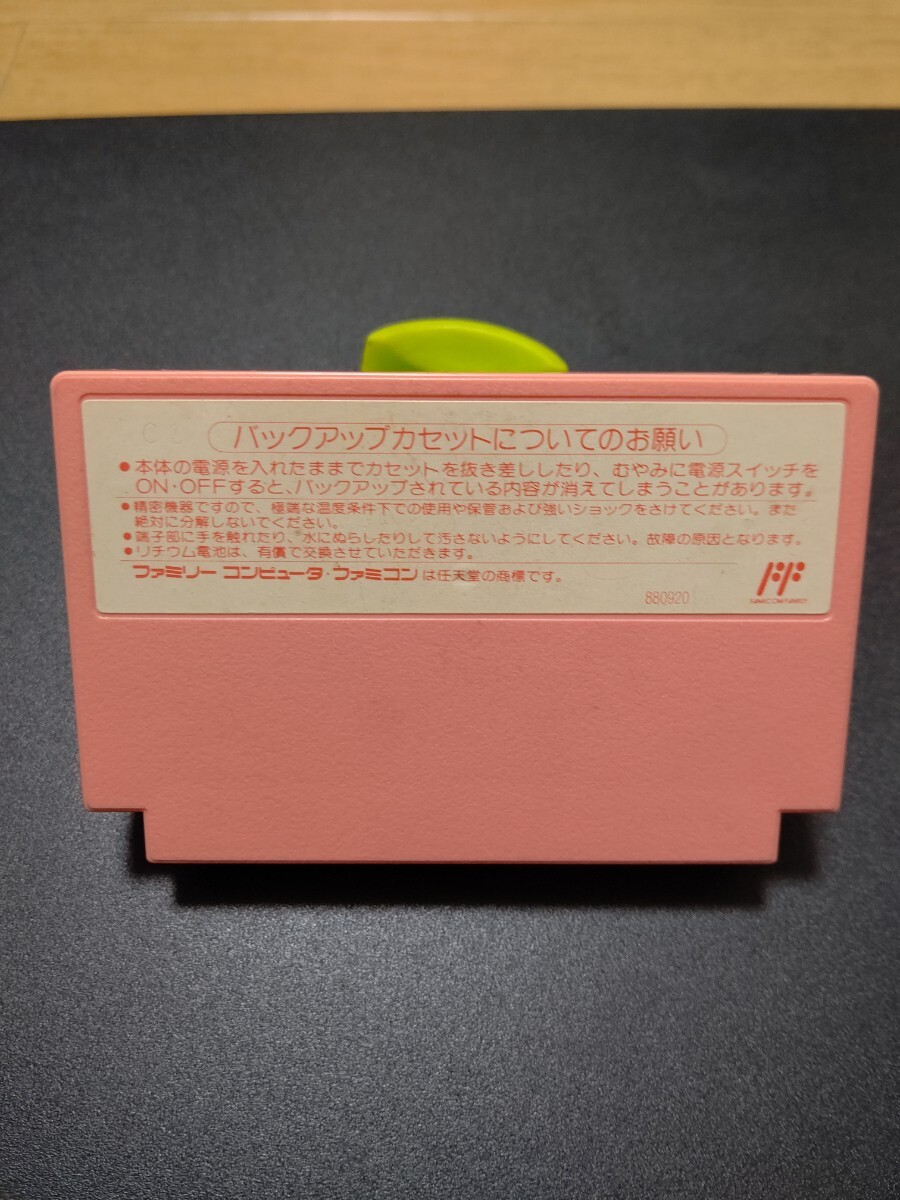 バックアップカセットについてのお願い
●本体の電源を入れたままでカセットを抜き差ししたり、むやみに電源スイッチを
ON・OFFすると、バックアップされている内容が消えてしまうことがあります。
●精密機器ですので、極端な温度条件下での使用や保管および強いショックをさけてください。また
絶対に分解しないでください。
●端子部に手を触れたり、水にぬらしたりして汚さないようにしてください。故障の原因となります。
●リチウム電池は、有償で交換させていただきます。
ファミリー コンピュータ・ファミコンは任天堂の商標です。
880920
FAMICOM FAMILY